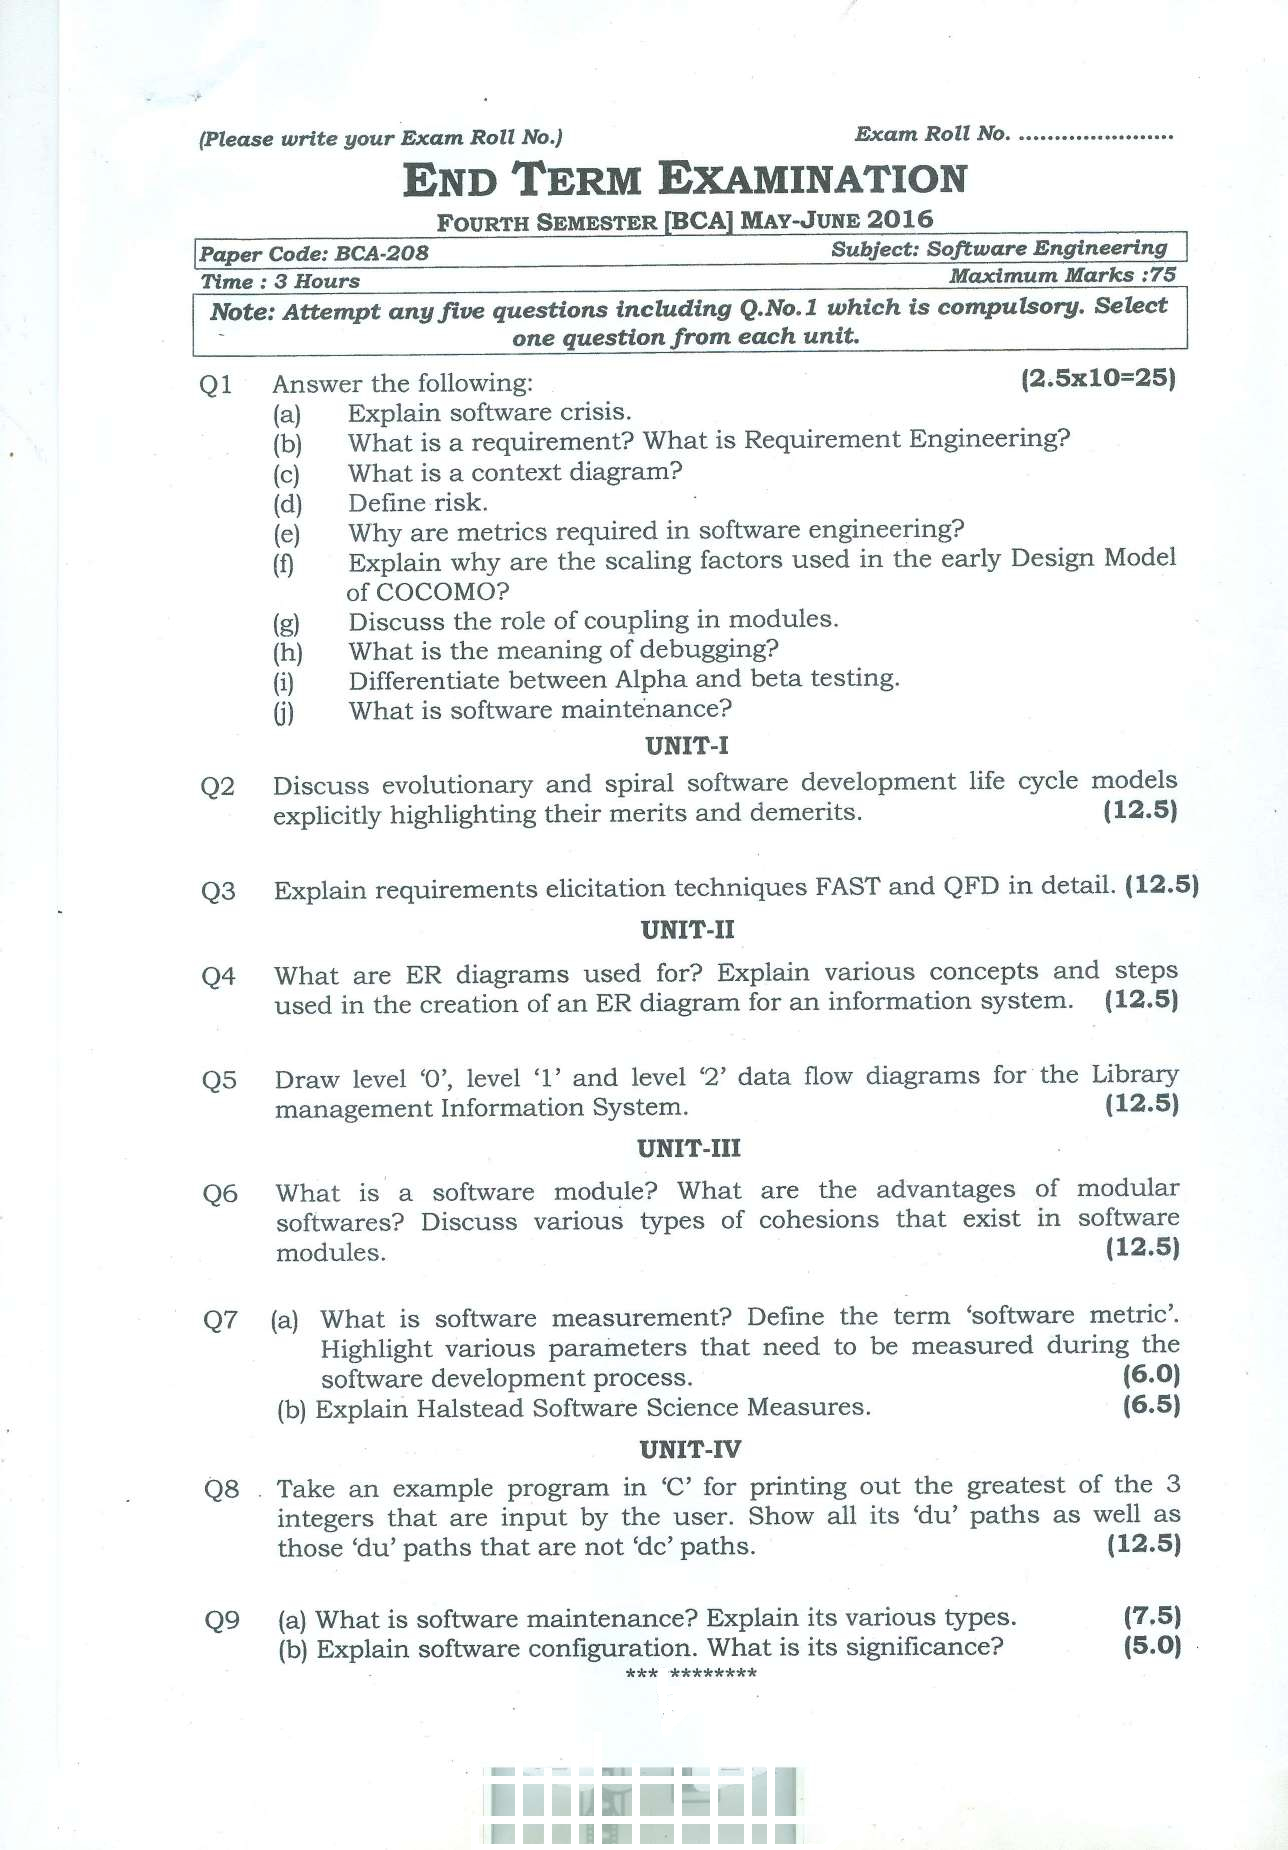 (Please write your Exam Roll No.) Exam Roll No. ......................
END TERM EXAMINATION
FOURTH SEMESTER [BCA] MAY-JUNE 2016
Paper Code: BCA-208 Subject: Software Engineering
Time : 3 Hours Maximum Marks :75
Note: Attempt any five questions including Q.No.1 which is compulsory. Select
one question from each unit.
Q1 Answer the following: (2.5x10=25)
(a) Explain software crisis.
(b) What is a requirement? What is Requirement Engineering?
(c) What is a context diagram?
(d) Define risk.
(e) Why are metrics required in software engineering?
(f) Explain why are the scaling factors used in the early Design Model
of COCOMO?
(g) Discuss the role of coupling in modules.
(h) What is the meaning of debugging?
(i) Differentiate between Alpha and beta testing.
(j) What is software maintenance?
UNIT-I
Q2 Discuss evolutionary and spiral software development life cycle models
explicitly highlighting their merits and demerits. (12.5)
Q3 Explain requirements elicitation techniques FAST and QFD in detail. (12.5)
UNIT-II
Q4 What are ER diagrams used for? Explain various concepts and steps
used in the creation of an ER diagram for an information system. (12.5)
Q5 Draw level ‘0’, level ‘1’ and level ‘2’ data flow diagrams for the Library
management Information System. (12.5)
UNIT-III
Q6 What is a software module? What are the advantages of modular
softwares? Discuss various types of cohesions that exist in software
modules. (12.5)
Q7 (a) What is software measurement? Define the term ‘software metric’.
Highlight various parameters that need to be measured during the
software development process. (6.0)
(b) Explain Halstead Software Science Measures. (6.5)
UNIT-IV
Q8 Take an example program in ‘C’ for printing out the greatest of the 3
integers that are input by the user. Show all its ‘du’ paths as well as
those ‘du’ paths that are not ‘dc’ paths. (12.5)
Q9 (a) What is software maintenance? Explain its various types. (7.5)
(b) Explain software configuration. What is its significance? (5.0)
*** ********